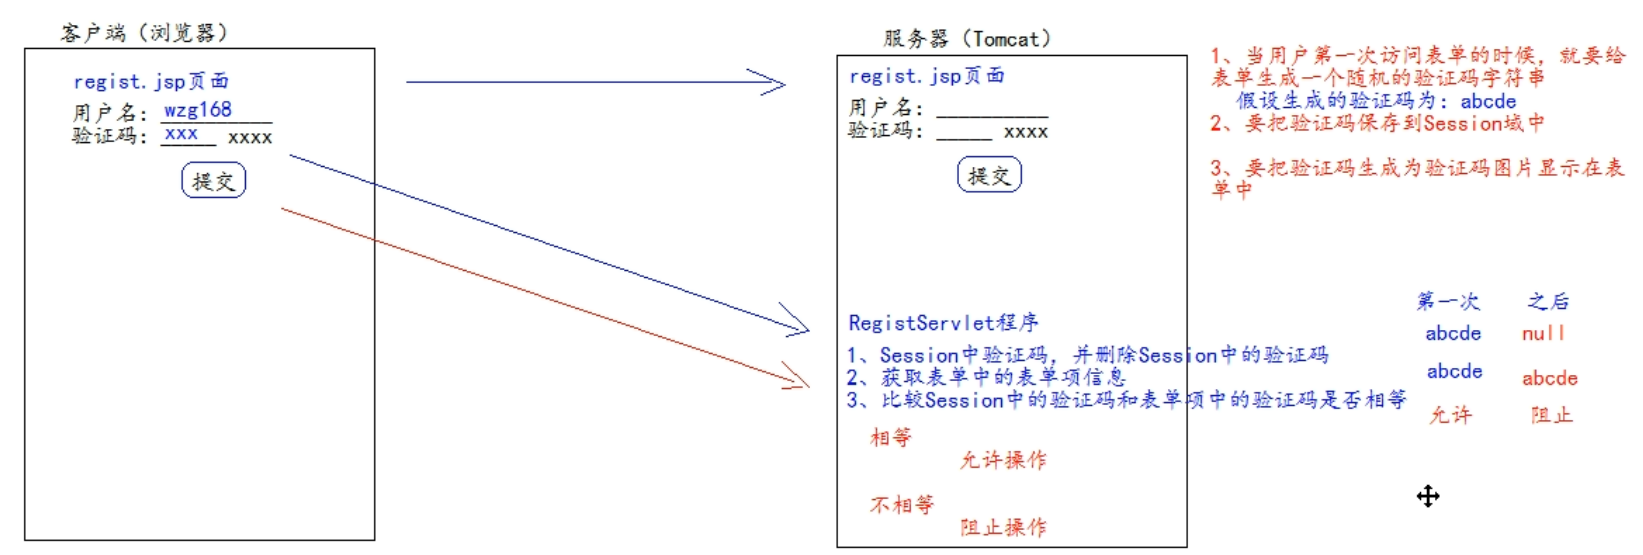 客户端（浏览器）
regist.jsp页面
用户名：wzg168
验证码：xxx xxxx
提交
服务器（Tomcat）
regist.jsp页面
用户名：__________
验证码：_____ xxxx
提交
RegistServlet程序
1、Session中验证码，并删除Session中的验证码
2、获取表单中的表单项信息
3、比较Session中的验证码和表单项中的验证码是否相等
相等
允许操作
不相等
阻止操作
1、当用户第一次访问表单的时候，就要给
表单生成一个随机的验证码字符串
假设生成的验证码为：abcde
2、要把验证码保存到Session域中
3、要把验证码生成为验证码图片显示在表
单中
第一次 之后
abcde null
abcde abcde
允许 阻止